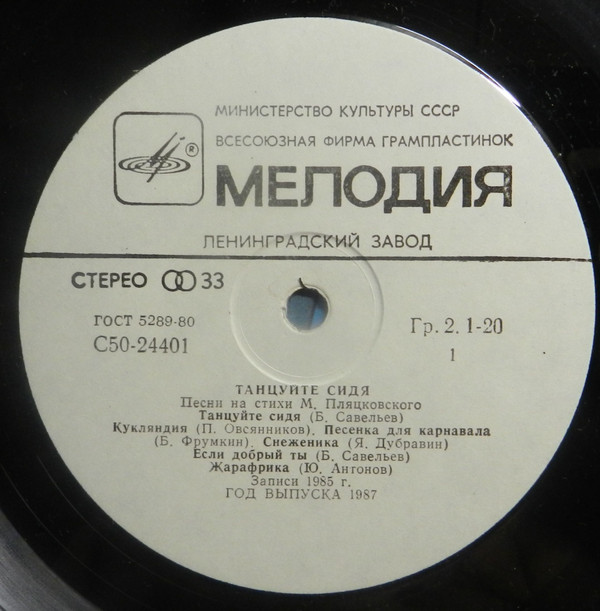 МИНИСТЕРСТВО КУЛЬТУРЫ СССР
ВСЕСОЮЗНАЯ ФИРМА ГРАМПЛАСТИНОК
®
МЕЛОДИЯ
ЛЕНИНГРАДСКИЙ ЗАВОД
СТЕРЕО 33
ГОСТ 5289-80
Гр. 2. 1-20
С50-24401
1
ТАНЦУЙТЕ СИДЯ
Песни на стихи М. Пляцковского
Танцуйте сидя (Б. Савельев)
Кукляндия (П. Овсянников), Песенка для карнавала
(Б. Фрумкин), Снеженика (Я. Дубравин)
Если добрый ты (Б. Савельев)
Жарафрика (Ю. Антонов)
Записи 1985 г.
ГОД ВЫПУСКА 1987